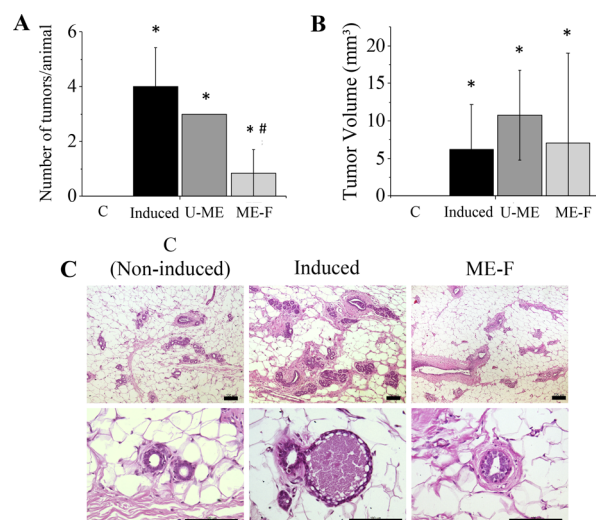 A
Number of tumors/animal
6
4
2
0
*
*
* #
C Induced U-ME ME-F
B
Tumor Volume (mm³)
20
15
10
5
0
*
*
*
C Induced U-ME ME-F
C
C
(Non-induced)
Induced
ME-F